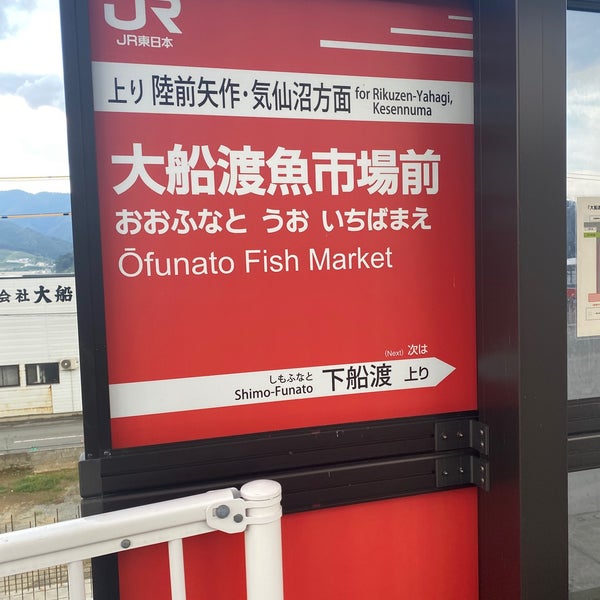 JR
JR東日本
上り 陸前矢作・気仙沼方面 for Rikuzen-Yahagi, Kesennuma
大船渡魚市場前
おおふなと うお いちばまえ
Ōfunato Fish Market
(Next) 次は
しもふなと
Shimo-Funato 下船渡 上り
会社大船